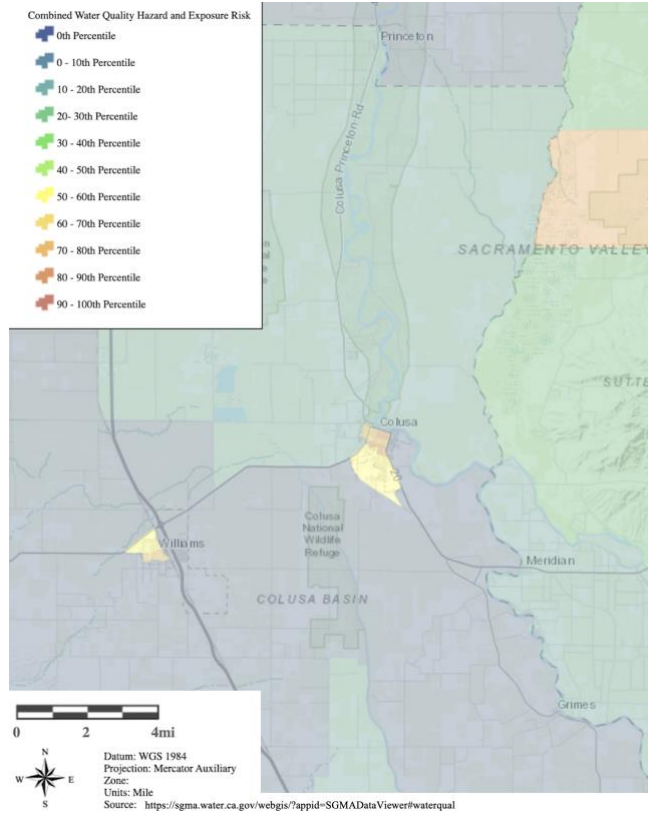 Combined Water Quality Hazard and Exposure Risk
0th Percentile
0 - 10th Percentile
10 - 20th Percentile
20- 30th Percentile
30 - 40th Percentile
40 - 50th Percentile
50 - 60th Percentile
60 - 70th Percentile
70 - 80th Percentile
80 - 90th Percentile
90 - 100th Percentile
Princeton
Colusa Princeton Rd
SACRAMENTO VALLEY
SUTTE
Colusa
20
Colusa
National
Wildlife
Refuge
Williams
Meridian
COLUSA BASIN
Grimes
0 2 4mi
N
W E
S
Datum: WGS 1984
Projection: Mercator Auxiliary
Zone:
Units: Mile
Source: https://sgma.water.ca.gov/webgis/?appid=SGMADataViewer#waterqual